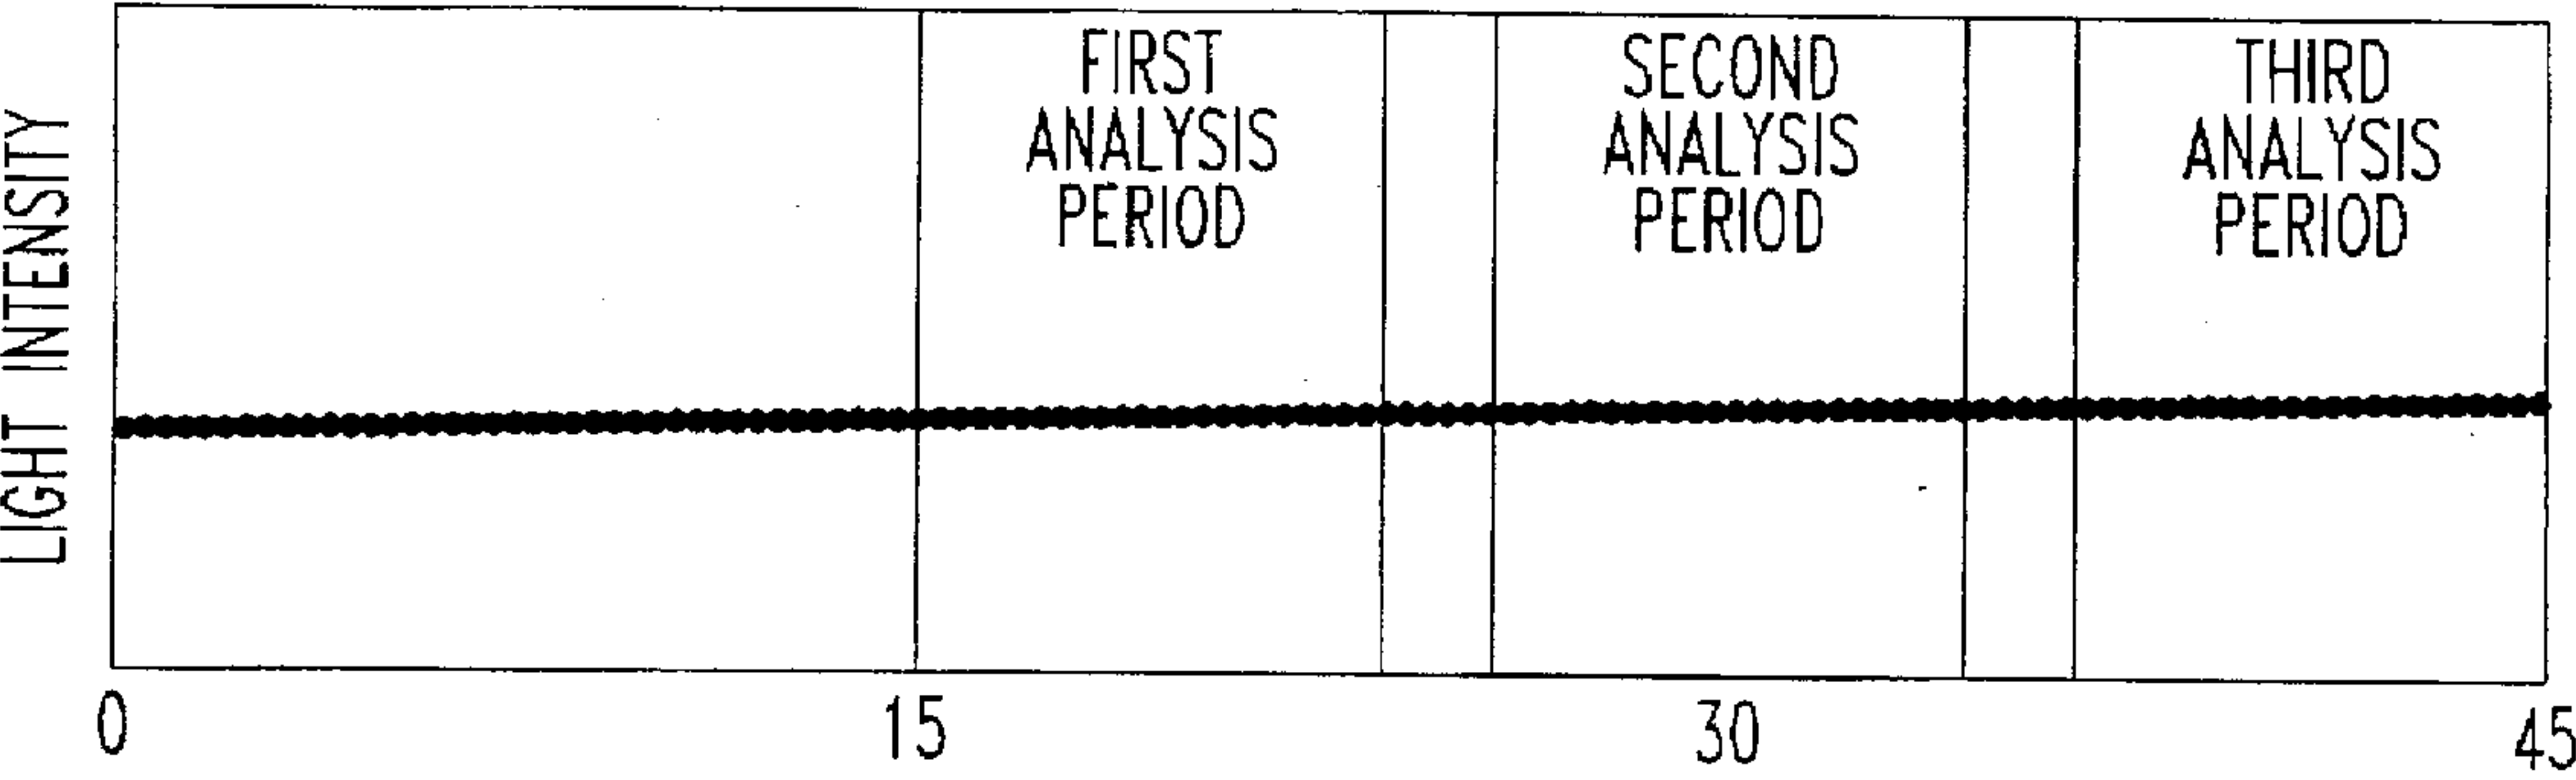 LIGHT INTENSITY
FIRST
ANALYSIS
PERIOD
SECOND
ANALYSIS
PERIOD
THIRD
ANALYSIS
PERIOD
0 15 30 45